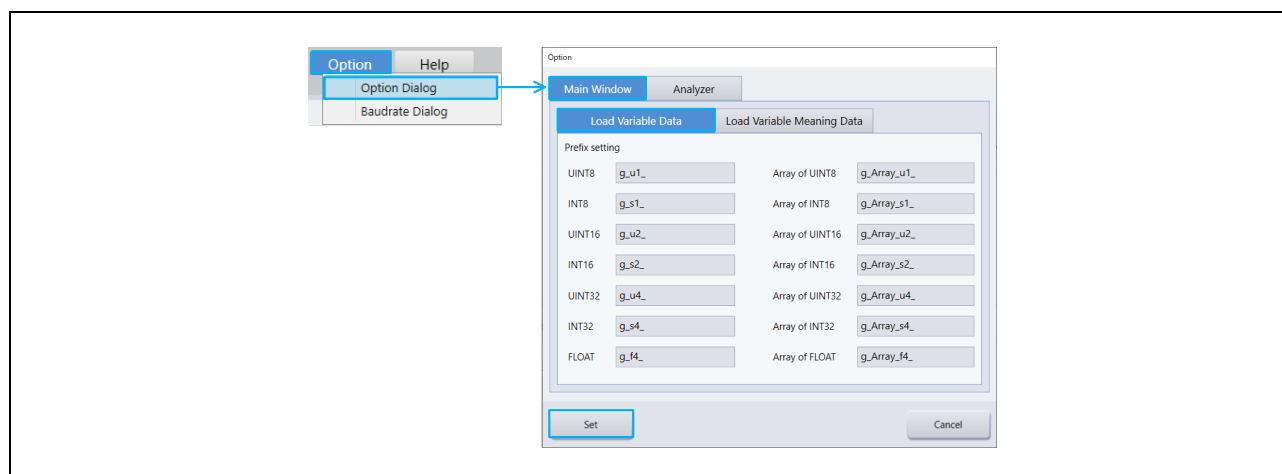 Option Help
Option Dialog
Baudrate Dialog
Option
Main Window Analyzer
Load Variable Data Load Variable Meaning Data
Prefix setting
UINT8 g_u1_ Array of UINT8 g_Array_u1_
INT8 g_s1_ Array of INT8 g_Array_s1_
UINT16 g_u2_ Array of UINT16 g_Array_u2_
INT16 g_s2_ Array of INT16 g_Array_s2_
UINT32 g_u4_ Array of UINT32 g_Array_u4_
INT32 g_s4_ Array of INT32 g_Array_s4_
FLOAT g_f4_ Array of FLOAT g_Array_f4_
Set Cancel